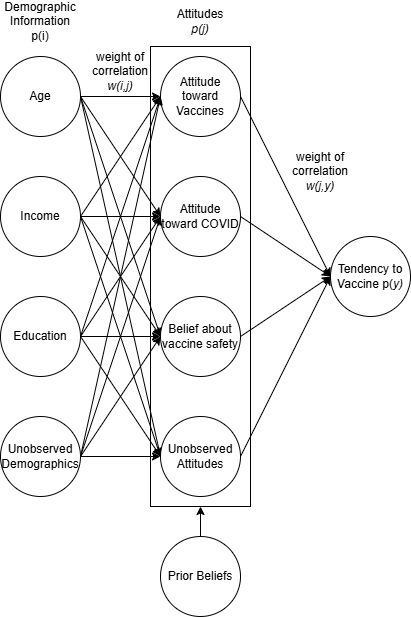 Demographic
Information
p(i)
Attitudes
p(j)
weight of
correlation
w(i,j)
Age
Attitude
toward
Vaccines
weight of
correlation
w(j,y)
Income
Attitude
toward COVID
Tendency to
Vaccine p(y)
Education
Belief about
vaccine safety
Unobserved
Demographics
Unobserved
Attitudes
Prior Beliefs